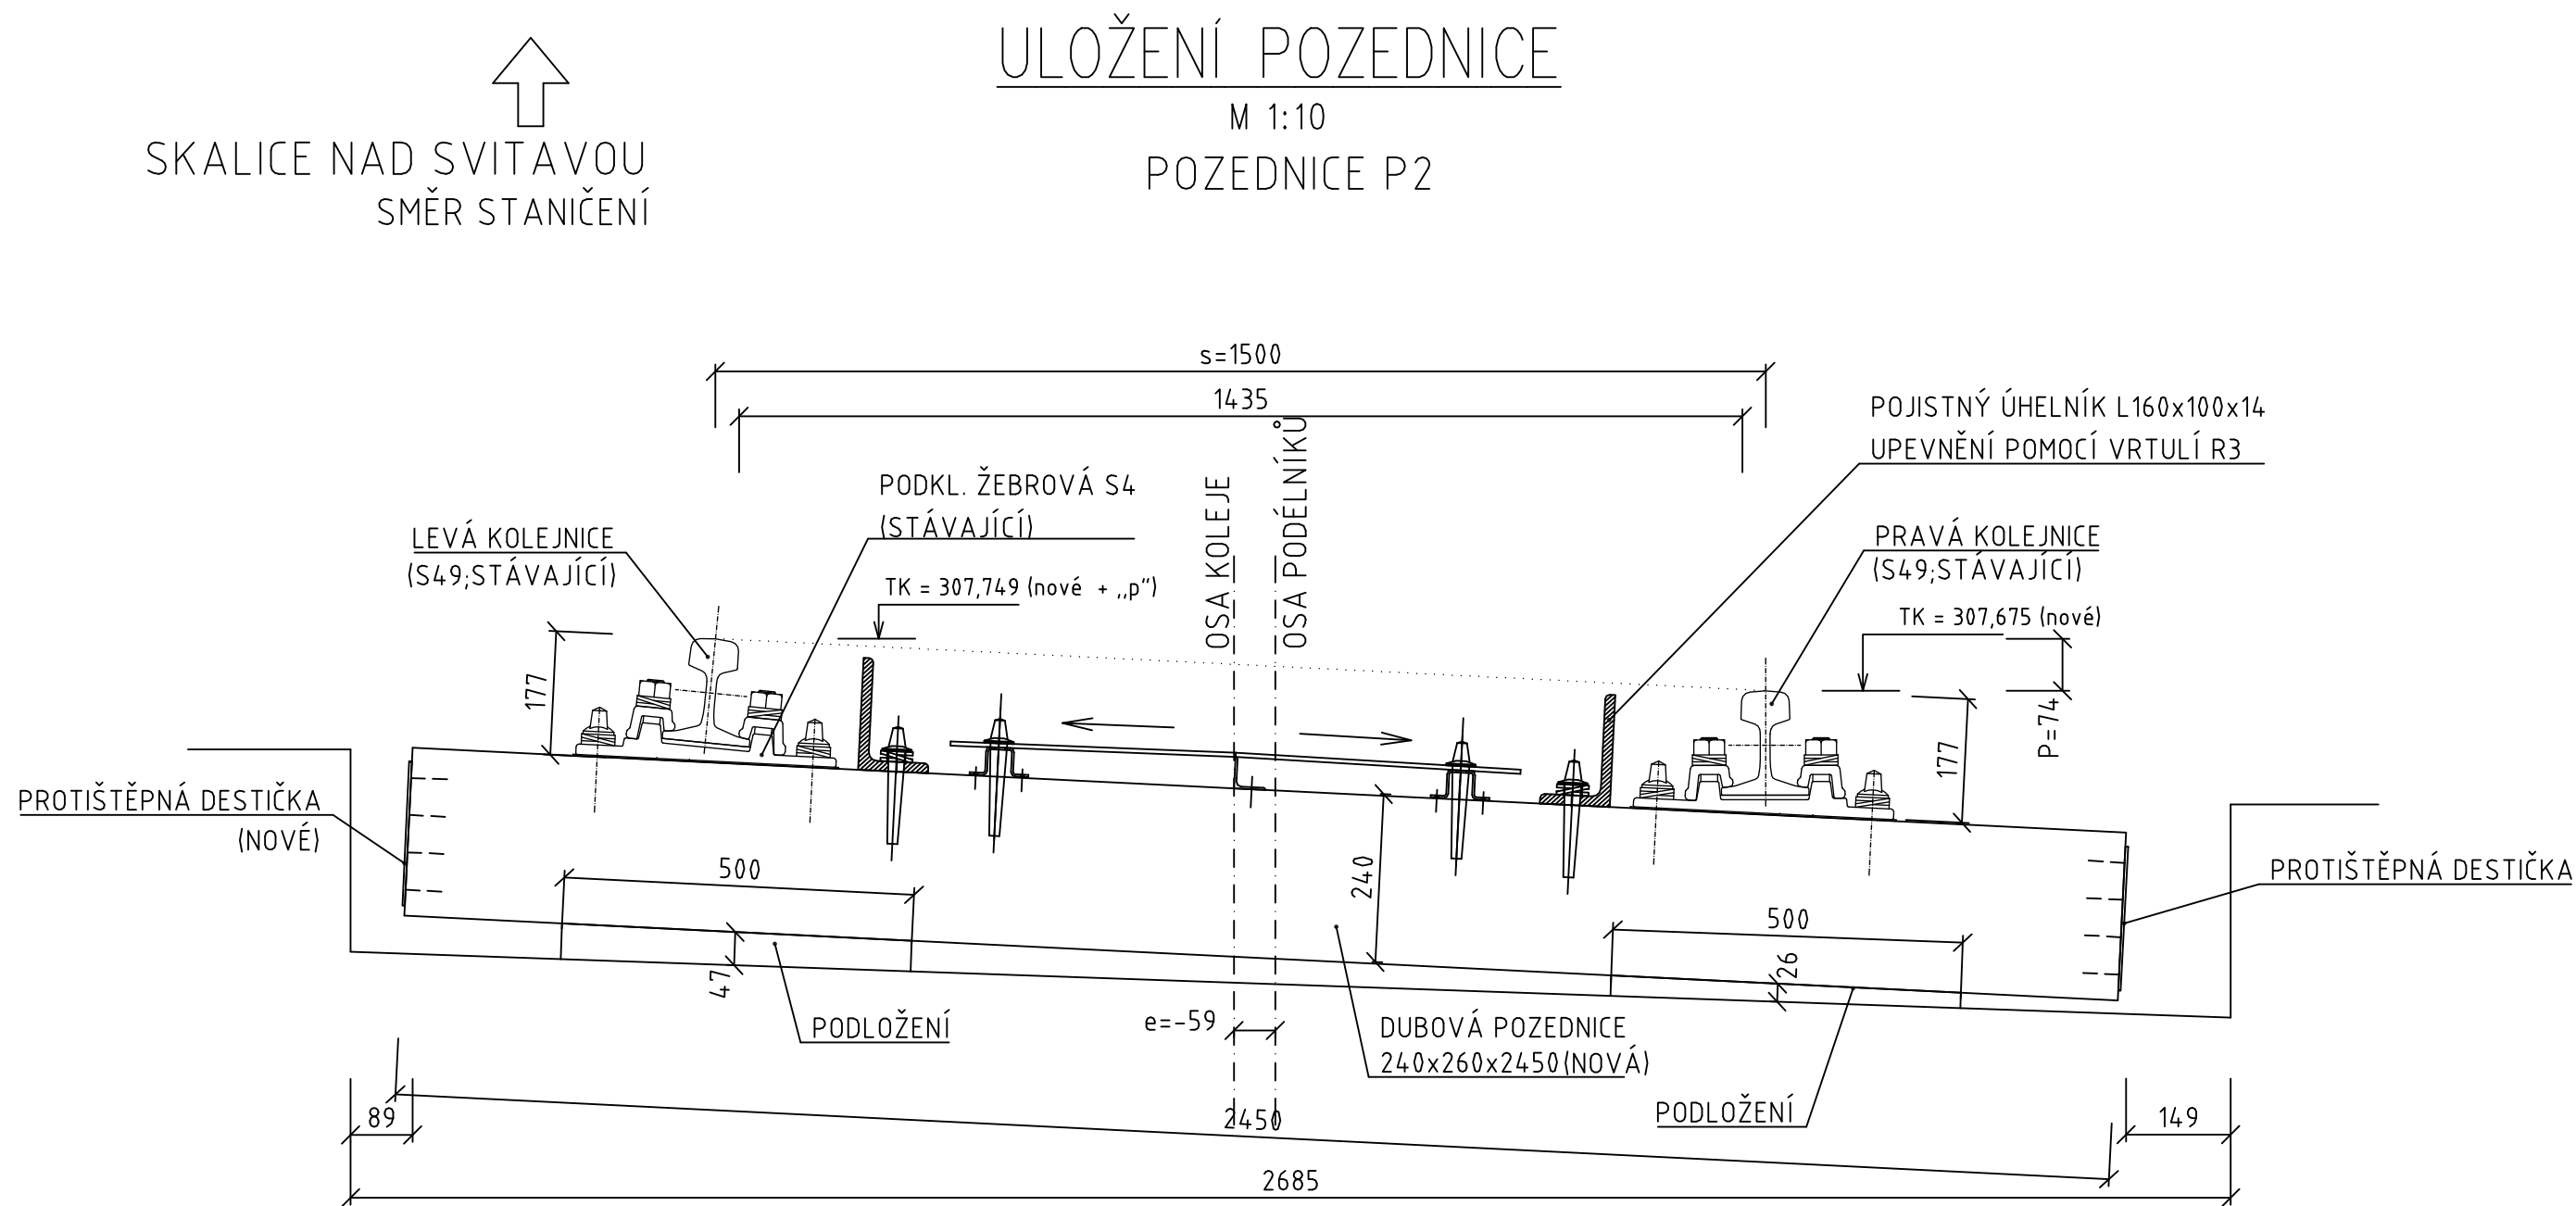 ULOŽENÍ POZEDNICE
M 1:10
POZEDNICE P2
SKALICE NAD SVITAVOU
SMĚR STANIČENÍ
s=1500
1435
POJISTNÝ ÚHELNÍK L160x100x14
UPEVNĚNÍ POMOCÍ VRTULÍ R3
PODKL. ŽEBROVÁ S4
(STÁVAJÍCÍ)
OSA KOLEJE
OSA PODÉLNÍKŮ
LEVÁ KOLEJNICE
(S49;STÁVAJÍCÍ)
PRAVÁ KOLEJNICE
(S49;STÁVAJÍCÍ)
TK = 307,749 (nové + ,,p")
TK = 307,675 (nové)
177
177
P=74
PROTIŠTĚPNÁ DESTIČKA
(NOVÉ)
500
240
500
PROTIŠTĚPNÁ DESTIČKA
47
26
PODLOŽENÍ
e=-59
DUBOVÁ POZEDNICE
240x260x2450(NOVÁ)
PODLOŽENÍ
89
2450
149
2685